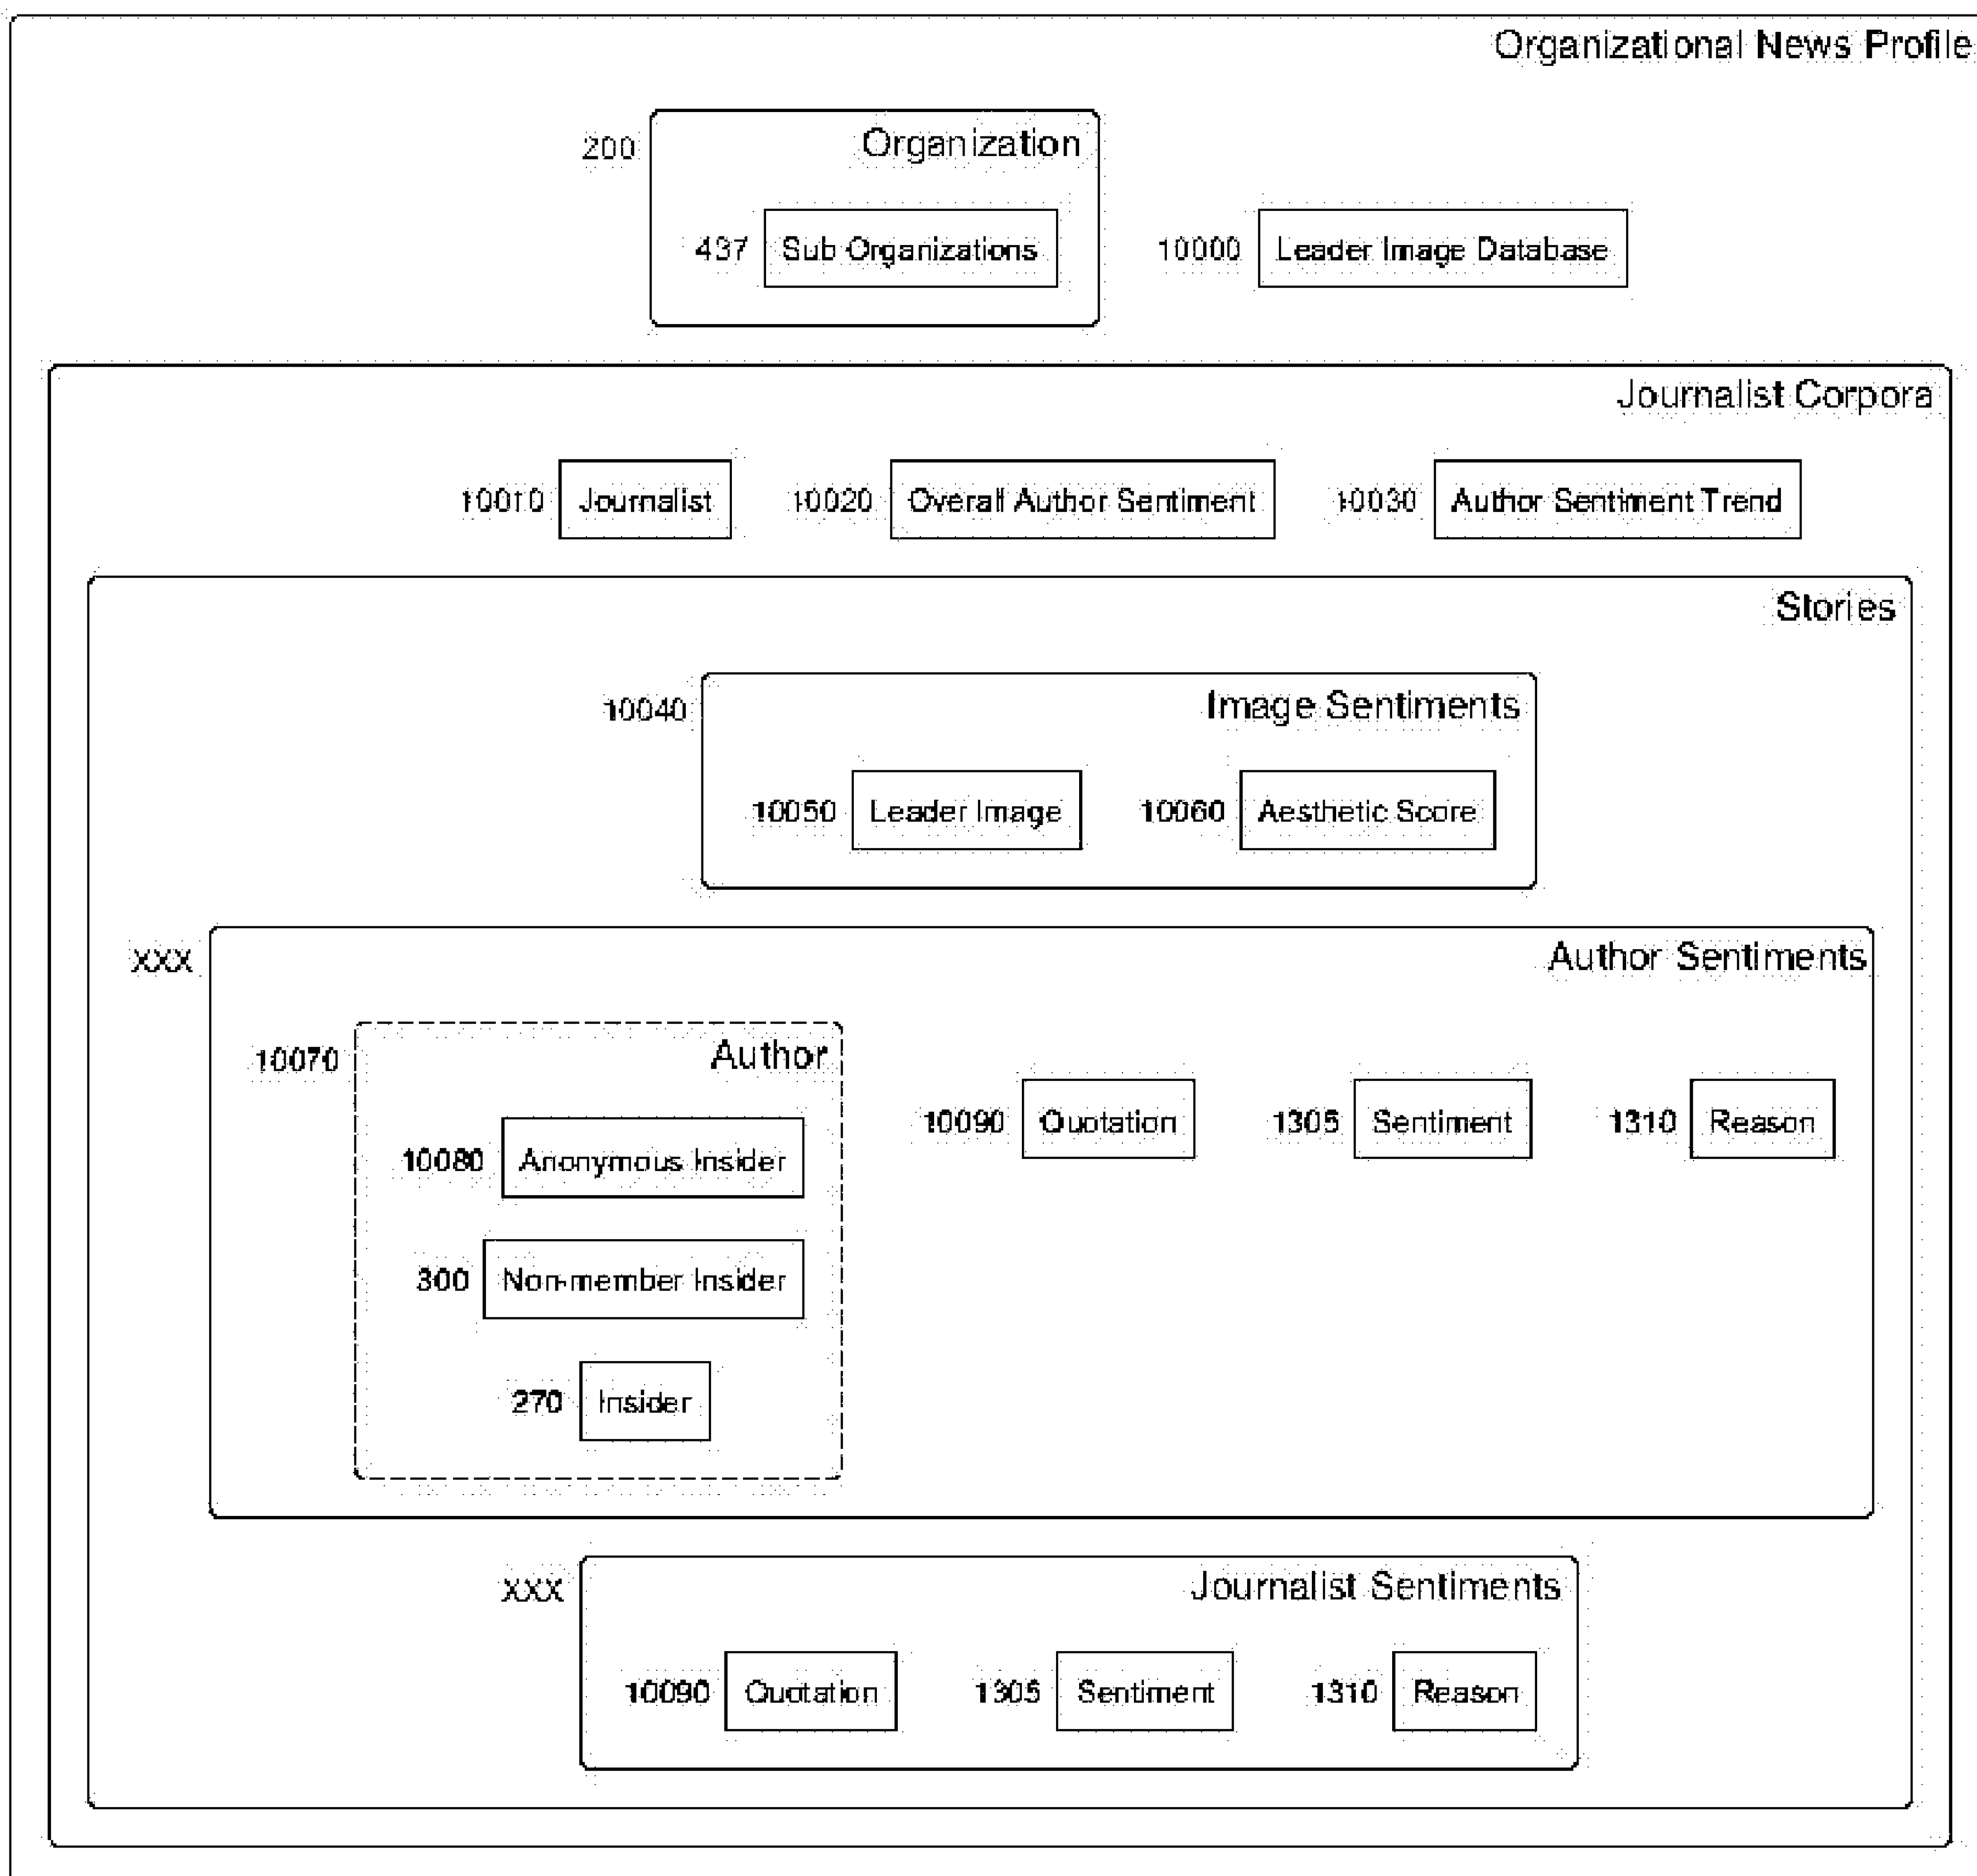 Organizational News Profile
200 Organization
437 Sub Organizations
10000 Leader Image Database
Journalist Corpora
10010 Journalist
10020 Overall Author Sentiment
10030 Author Sentiment Trend
Stories
10040 Image Sentiments
10050 Leader Image
10060 Aesthetic Score
XXX Author Sentiments
10070 Author
10080 Anonymous Insider
300 Non-member Insider
270 Insider
10090 Quotation
1305 Sentiment
1310 Reason
XXX Journalist Sentiments
10090 Quotation
1305 Sentiment
1310 Reason